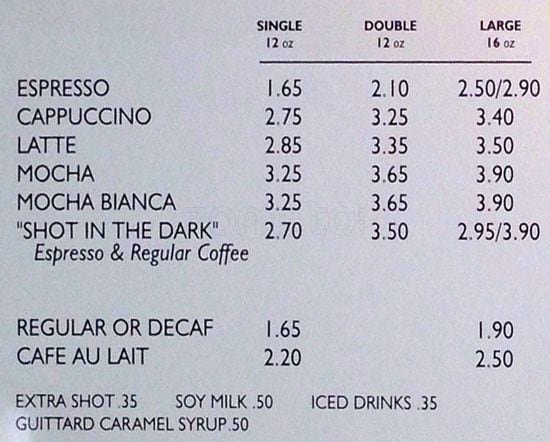 SINGLE DOUBLE LARGE
12 oz 12 oz 16 oz
ESPRESSO 1.65 2.10 2.50/2.90
CAPPUCCINO 2.75 3.25 3.40
LATTE 2.85 3.35 3.50
MOCHA 3.25 3.65 3.90
MOCHA BIANCA 3.25 3.65 3.90
"SHOT IN THE DARK" 2.70 3.50 2.95/3.90
Espresso & Regular Coffee
REGULAR OR DECAF 1.65 1.90
CAFE AU LAIT 2.20 2.50
EXTRA SHOT .35 SOY MILK .50 ICED DRINKS .35
GUITTARD CARAMEL SYRUP .50